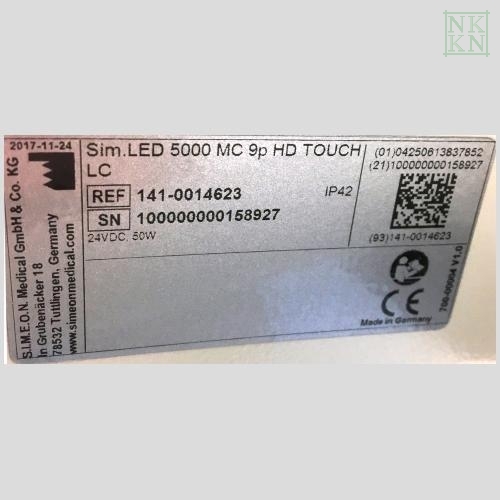 NK
KN
2017-11-24
S.I.M.E.O.N. Medical GmbH & Co. KG
In Grubenäcker 18
78532 Tuttlingen, Germany
www.simeonmedical.com
Sim.LED 5000 MC 9p HD TOUCH
LC
REF 141-0014623 IP42
SN 100000000158927
24VDC, 50W
(01)04250613837852
(21)100000000158927
(93)141-0014623
CE
Made in Germany
700-00004 V1.0